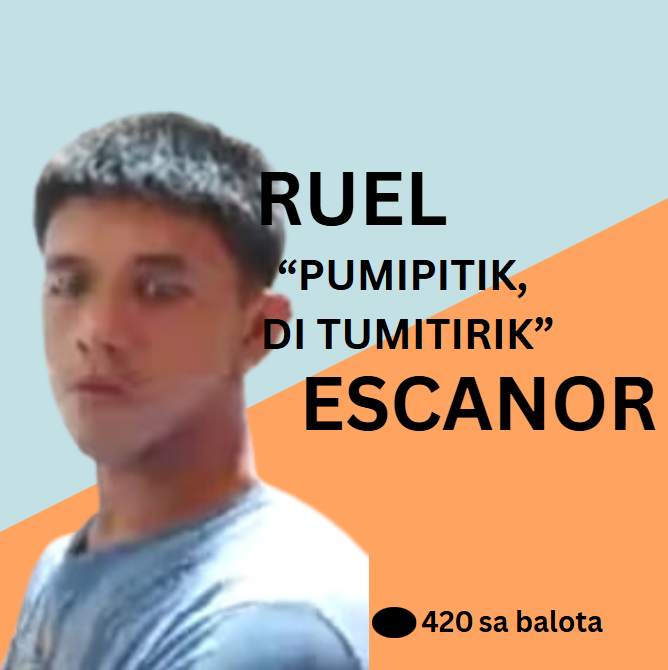 RUEL
“PUMIPITIK,
DI TUMITIRIK”
ESCANOR
420 sa balota